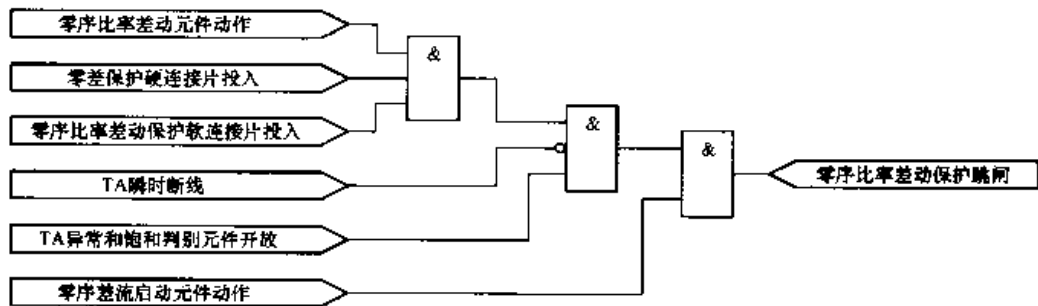 零序比率差动元件动作
&
零差保护硬连接片投入
零序比率差动保护软连接片投入
&
&
TA瞬时断线
零序比率差动保护跳闸
TA异常和饱和判别元件开放
零序差流启动元件动作